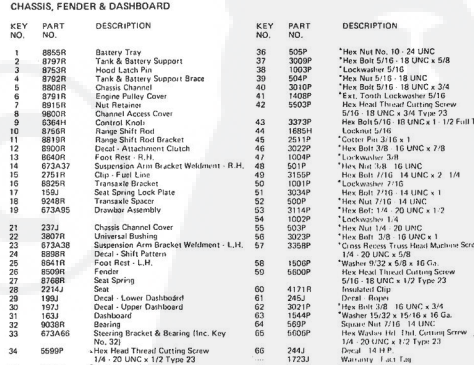 CHASSIS, FENDER & DASHBOARD
KEY PART DESCRIPTION
NO. NO.
1 8855R Battery Tray
2 8797R Tank & Battery Support
3 8753R Hood Latch Pin
4 8792R Tank & Battery Support Brace
5 8808R Chassis Channel
6 8791R Engine Pulley Cover
7 8915R Nut Retainer
8 9800R Channel Access Cover
9 6364H Control Knob
10 8756R Range Shift Rod
11 8819R Range Shift Rod Bracket
12 8900R Decal - Attachment Clutch
13 8640R Foot Rest - R.H.
14 673A37 Suspension Arm Bracket Weldment - R.H.
15 2751R Clip - Fuel Line
16 8825R Transaxle Bracket
17 159J Seat Spring Lock Plate
18 9248R Transaxle Spacer
19 673A95 Drawbar Assembly
21 237J Chassis Channel Cover
22 3807R Universal Bushing
23 673A38 Suspension Arm Bracket Weldment - L.H.
24 8898R Decal - Shift Pattern
25 8641R Foot Rest - L.H.
26 8509R Fender
27 8768R Seat Spring
28 2214J Seat
29 199J Decal - Lower Dashboard
30 197J Decal - Upper Dashboard
31 163J Dashboard
32 9038R Bearing
33 673A66 Steering Bracket & Bearing (Inc. Key
No. 32)
34 5599P *Hex Head Thread Cutting Screw
1/4 - 20 UNC x 1/2 Type 23
KEY PART DESCRIPTION
NO. NO.
36 505P *Hex Nut No. 10 - 24 UNC
37 3009P *Hex Bolt 5/16 - 18 UNC x 5/8
38 1003P *Lockwasher 5/16
39 504P *Hex Nut 5/16 - 18 UNC
40 3010P *Hex Bolt 5/16 - 18 UNC x 3/4
41 1408P *Ext. Tooth Lockwasher 5/16
42 5503P Hex Head Thread Cutting Screw
5/16 - 18 UNC x 3/4 Type 23
43 3373P Hex Bolt 5/16 - 18 UNC x 1 - 1/2 Full T
44 1685H Locknut 5/16
45 2511P *Cotter Pin 3/16 x 1
46 3022P *Hex Bolt 3/8 - 16 UNC x 7/8
47 1004P *Lockwasher 3/8
48 501P *Hex Nut 3/8 - 16 UNC
49 3155P *Hex Bolt 7/16 - 14 UNC x 2 - 1/4
50 1001P *Lockwasher 7/16
51 3034P *Hex Bolt 7/16 - 14 UNC x 1
52 500P *Hex Nut 7/16 - 14 UNC
53 3114P *Hex Bolt 1/4 - 20 UNC x 1/2
54 1002P *Lockwasher 1/4
55 503P *Hex Nut 1/4 - 20 UNC
56 3023P *Hex Bolt 3/8 - 16 UNC x 1
57 3358P *Cross Recess Truss Head Machine Scre
1/4 - 20 UNC x 5/8
58 1506P *Washer 9/32 x 5/8 x 16 Ga.
59 5600P Hex Head Thread Cutting Screw
5/16 - 18 UNC x 1/2 Type 23
60 4171R Insulated Clip
61 245J Decal - Roper
62 3021P *Hex Bolt 3/8 - 16 UNC x 3/4
63 1544P *Washer 15/32 x 15/16 x 16 Ga.
64 569P Square Nut 7/16 - 14 UNC
65 5606P Hex Washer Hd. Thd. Cutting Screw
1/4 - 20 UNC x 1/2 Type 23
66 244J Decal - 14 H.P.
1723J Warranty Fact Tag